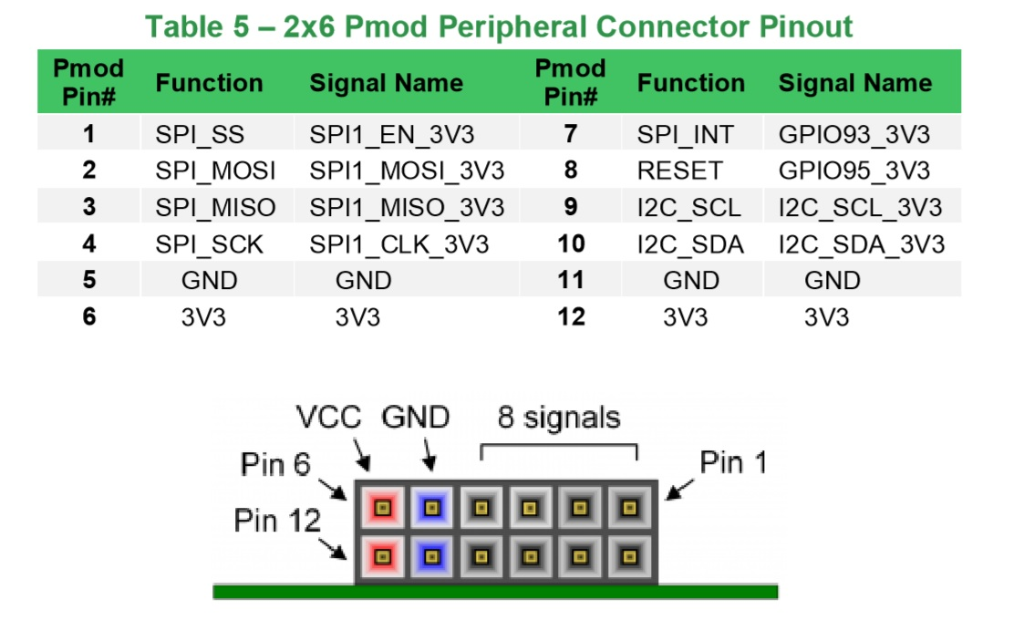 Table 5 – 2x6 Pmod Peripheral Connector Pinout
Pmod Pin# Function Signal Name Pmod Pin# Function Signal Name
1 SPI_SS SPI1_EN_3V3 7 SPI_INT GPIO93_3V3
2 SPI_MOSI SPI1_MOSI_3V3 8 RESET GPIO95_3V3
3 SPI_MISO SPI1_MISO_3V3 9 I2C_SCL I2C_SCL_3V3
4 SPI_SCK SPI1_CLK_3V3 10 I2C_SDA I2C_SDA_3V3
5 GND GND 11 GND GND
6 3V3 3V3 12 3V3 3V3
VCC GND 8 signals
Pin 6 Pin 1
Pin 12